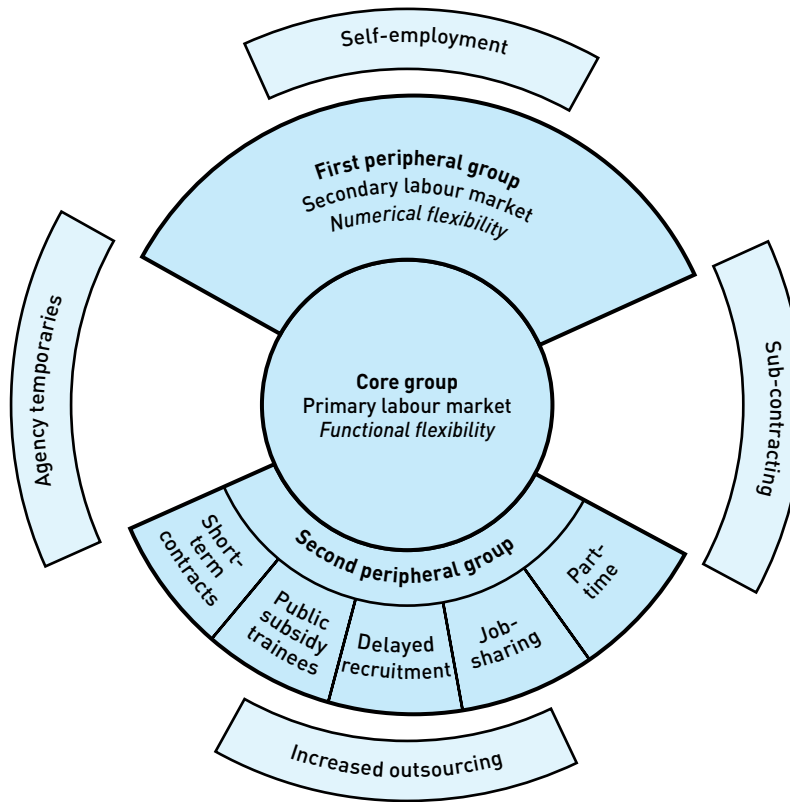 Self-employment
First peripheral group
Secondary labour market
Numerical flexibility
Agency temporaries
Core group
Primary labour market
Functional flexibility
Sub-contracting
Second peripheral group
Short-
term
contracts
Public
subsidy
trainees
Delayed
recruitment
Job-
sharing
Part-
time
Increased outsourcing